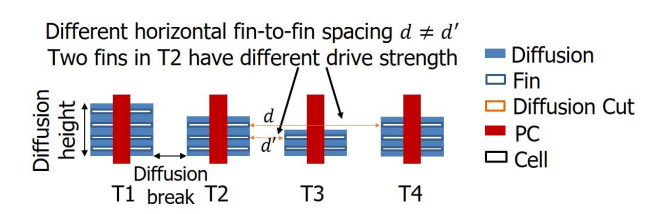 Different horizontal fin-to-fin spacing d ≠ d′
Two fins in T2 have different drive strength
Diffusion height
d
d′
Diffusion break
T1
T2
T3
T4
Diffusion
Fin
Diffusion Cut
PC
Cell